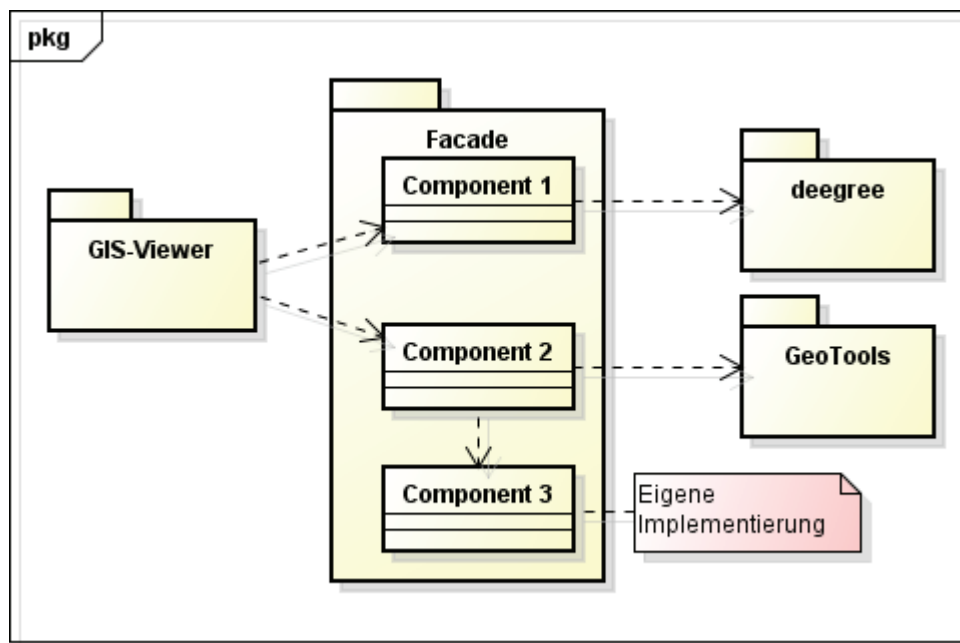 pkg
Facade
Component 1
deegree
GIS-Viewer
Component 2
GeoTools
Component 3
Eigene
Implementierung